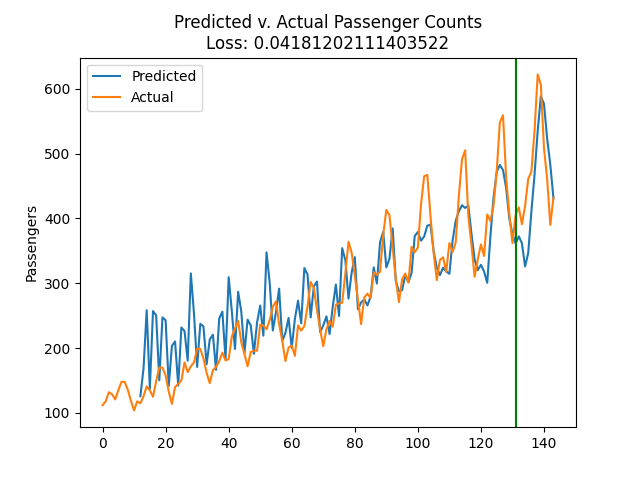 Predicted v. Actual Passenger Counts
Loss: 0.04181202111403522
Predicted
Actual
Passengers
600
500
400
300
200
100
0 20 40 60 80 100 120 140